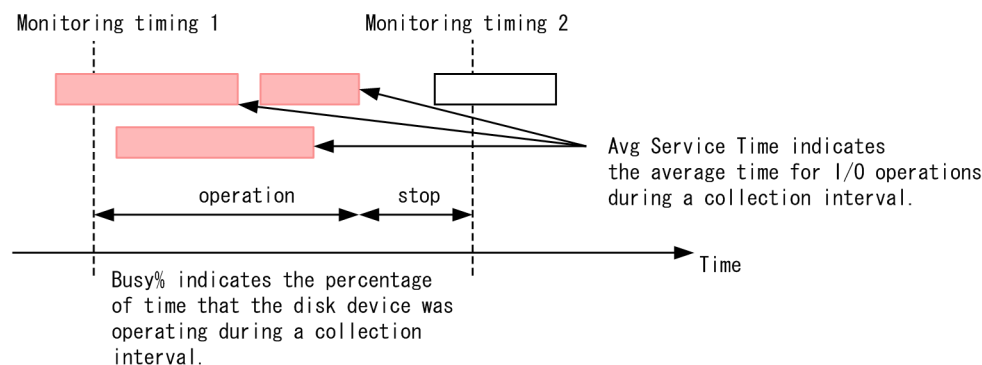 Monitoring timing 1
Monitoring timing 2
Avg Service Time indicates
the average time for I/O operations
during a collection interval.
operation
stop
Time
Busy% indicates the percentage
of time that the disk device was
operating during a collection
interval.